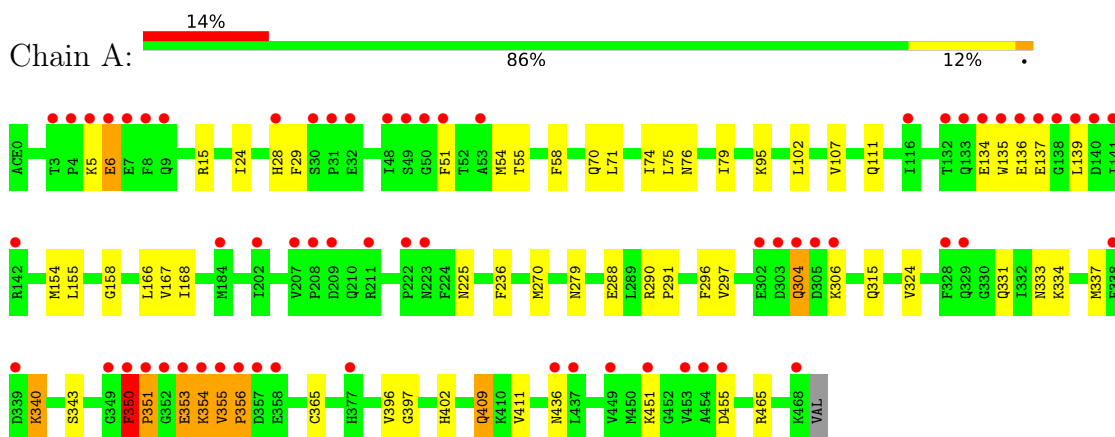 14%
Chain A:
86% 12% •
ACE0 T3 P4 K5 E6 E7 F8 Q9 R15 I24 H28 F29 S30 P31 E32 I48 S49 G50 F51 T52 A53 M54 T55 F58 Q70 L71 I74 L75 N76 I79 K95 L102 V107 Q111 I116 T132 Q133 E134 W135 E136 E137 G138 L139 D140 I141
R142 M154 L155 G158 L166 V167 I168 M184 I202 V207 P208 D209 Q210 R211 P222 N223 F224 N225 F236 M270 N279 E288 L289 R290 P291 F296 V297 E302 D303 Q304 D305 K306 Q315 V324 F328 Q329 G330 Q331 I332 N333 K334 M337
D339 K340 S343 G349 F350 P351 G352 E353 K354 V355 P356 D357 E358 C365 H377 V396 G397 H402 Q409 K410 V411 N436 L437 V449 M450 K451 G452 V453 A454 D455 R465 K468 VAL